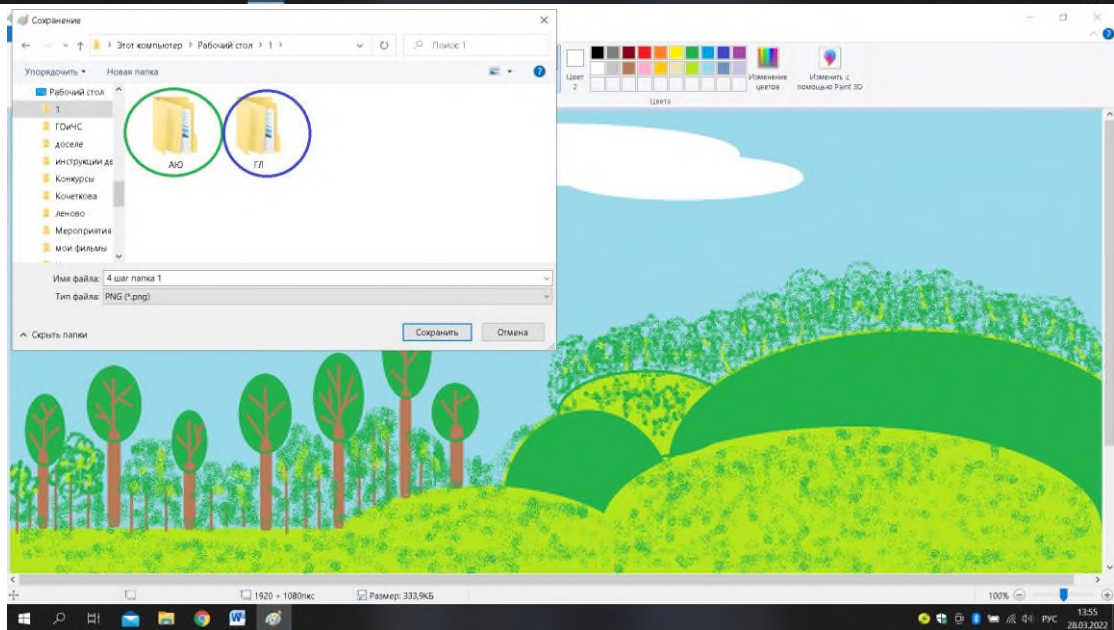 Сохранение
Этот компьютер > Рабочий стол > 1 >
Поиск: 1
Упорядочить
Новая папка
Рабочий стол
1
ГОиЧС
доселе
инструкции де
Конкурсы
Кочеткова
леново
Мероприятия
мои фильмы
АЮ
ГЛ
Имя файла: 4 шаг папка 1
Тип файла: PNG (*.png)
Скрыть папки
Сохранить
Отмена
Цвет 2
Изменение цветов
Изменить с помощью Paint 3D
Цвета
1920 × 1080пкс
Размер: 333,9КБ
100%
РУС
13:55
28.03.2022